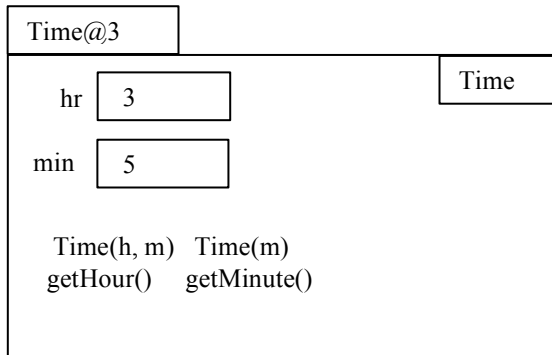 Time@3
Time
hr 3
min 5
Time(h, m) Time(m)
getHour() getMinute()